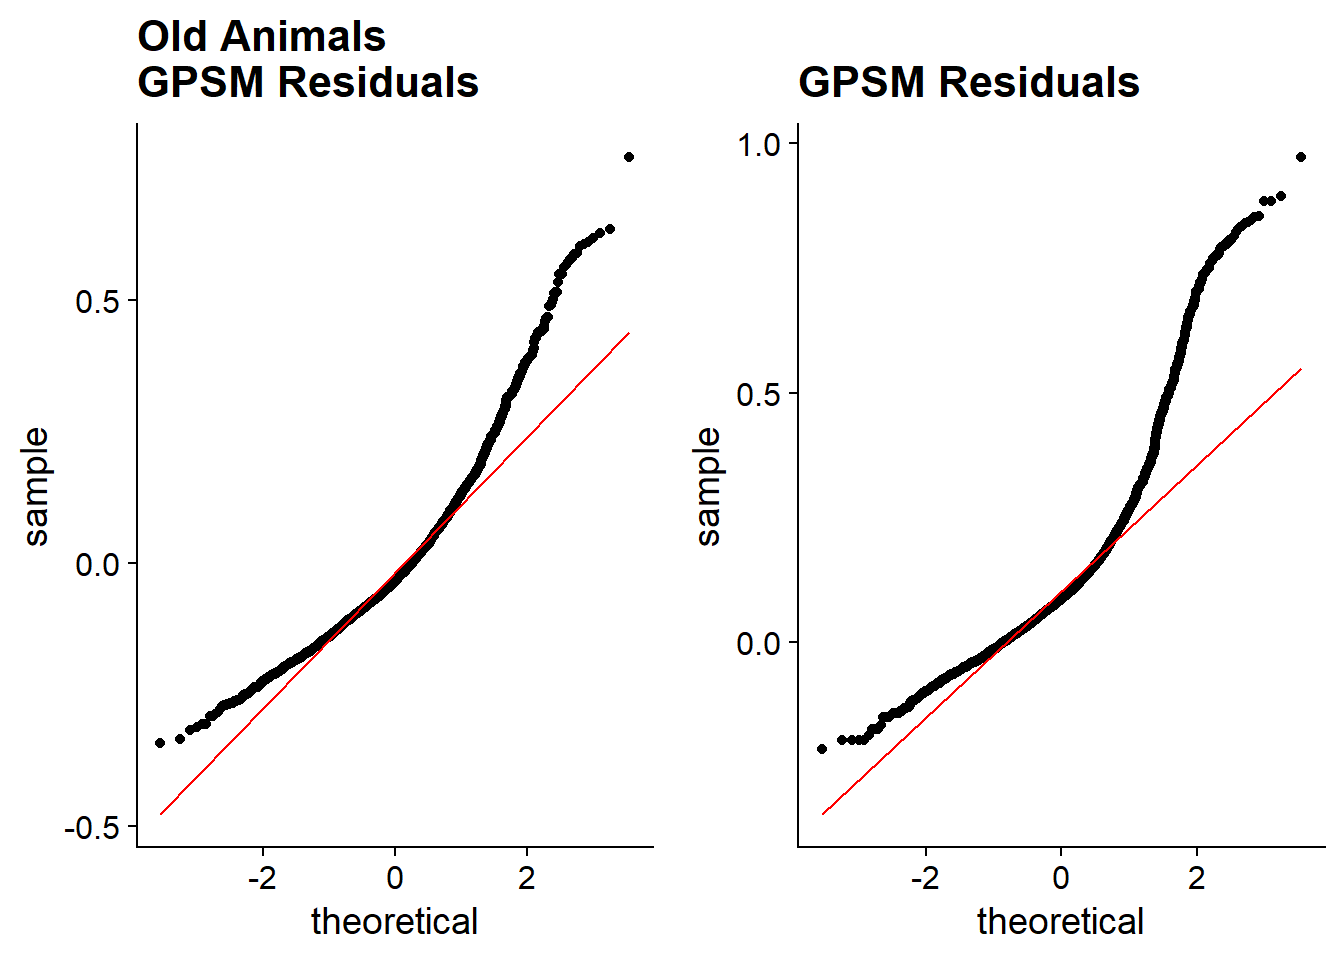 Old Animals
GPSM Residuals
0.5
0.0
-0.5
sample
-2 0 2
theoretical
GPSM Residuals
1.0
0.5
0.0
sample
-2 0 2
theoretical